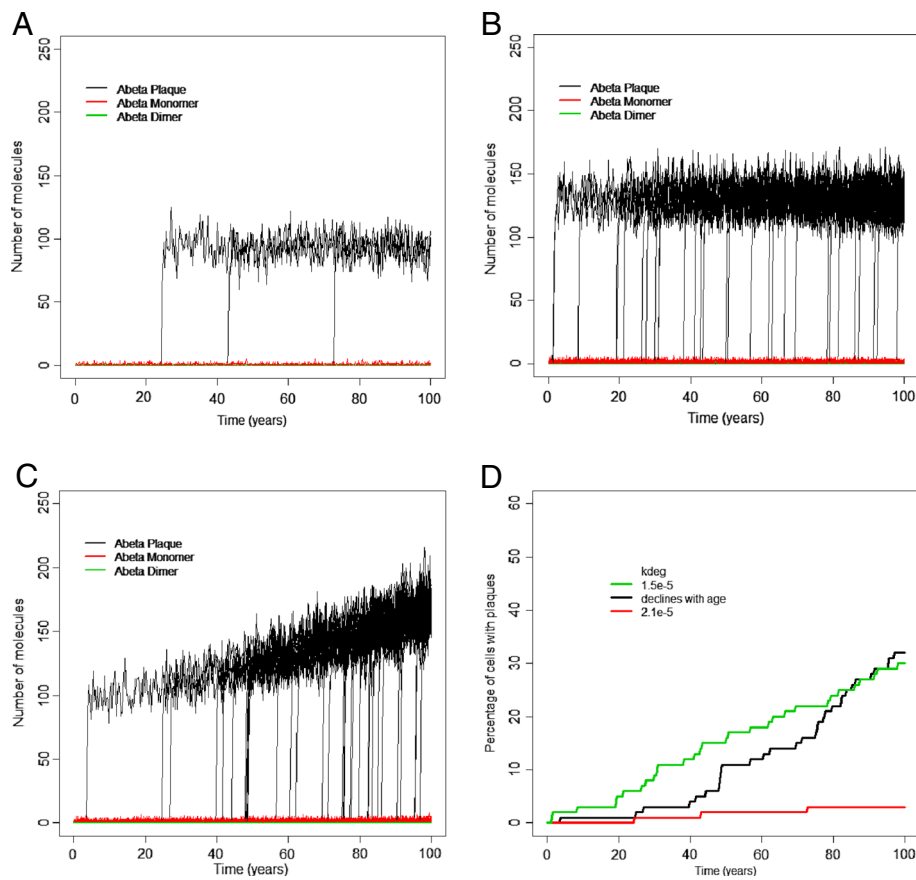 A
250
200
150
100
50
0
Number of molecules
Abeta Plaque
Abeta Monomer
Abeta Dimer
0 20 40 60 80 100
Time (years)
B
250
200
150
100
50
0
Number of molecules
Abeta Plaque
Abeta Monomer
Abeta Dimer
0 20 40 60 80 100
Time (years)
C
250
200
150
100
50
0
Number of molecules
Abeta Plaque
Abeta Monomer
Abeta Dimer
0 20 40 60 80 100
Time (years)
D
60
50
40
30
20
10
0
Percentage of cells with plaques
kdeg
1.5e-5
declines with age
2.1e-5
0 20 40 60 80 100
Time (years)